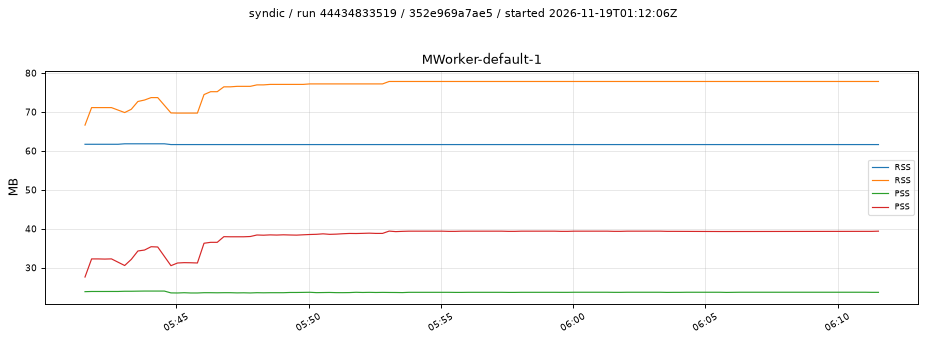 syndic / run 44434833519 / 352e969a7ae5 / started 2026-11-19T01:12:06Z
MWorker-default-1
80
70
60
50
40
30
MB
RSS
RSS
PSS
PSS
05:45
05:50
05:55
06:00
06:05
06:10